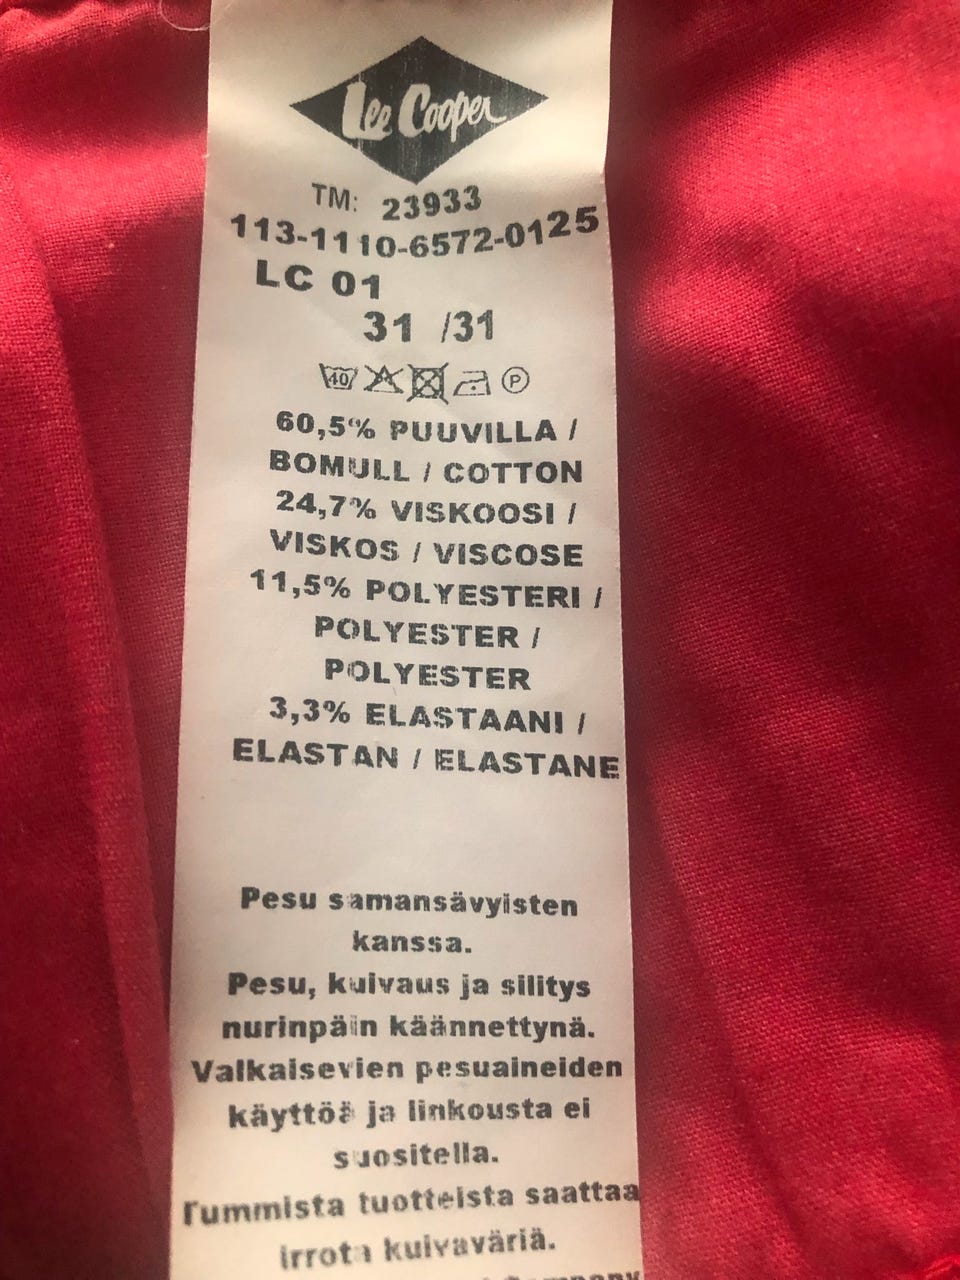 Lee Cooper
TM: 23933
113-1110-6572-0125
LC 01
31 /31
40 P
60,5% PUUVILLA /
BOMULL / COTTON
24,7% VISKOOSI /
VISKOS / VISCOSE
11,5% POLYESTERI /
POLYESTER /
POLYESTER
3,3% ELASTAANI /
ELASTAN / ELASTANE
Pesu samansävyisten
kanssa.
Pesu, kuivaus ja silitys
nurinpäin käännettynä.
Valkaisevien pesuaineiden
käyttöä ja linkousta ei
suositella.
Tummista tuotteista saattaa
irrota kuivaväriä.